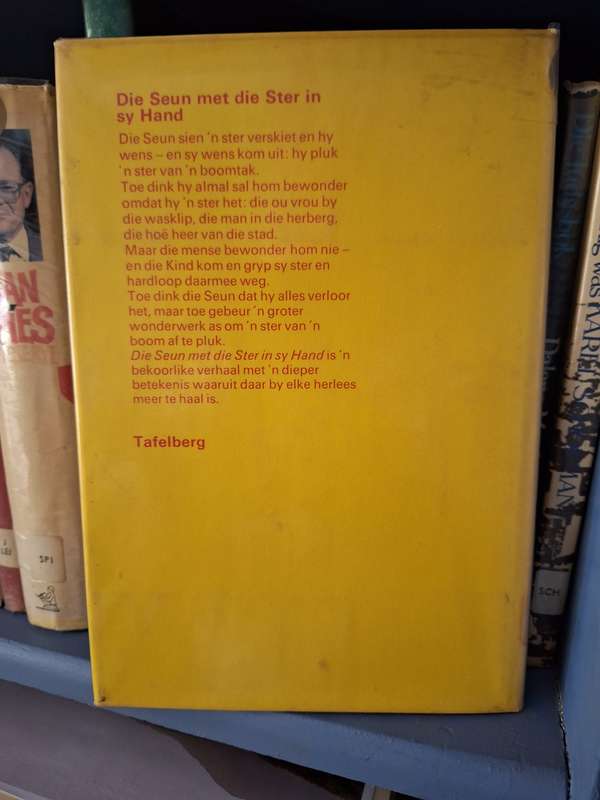 Die Seun met die Ster in
sy Hand
Die Seun sien 'n ster verskiet en hy
wens – en sy wens kom uit: hy pluk
'n ster van 'n boomtak.
Toe dink hy almal sal hom bewonder
omdat hy 'n ster het: die ou vrou by
die wasklip, die man in die herberg,
die hoë heer van die stad.
Maar die mense bewonder hom nie –
en die Kind kom en gryp sy ster en
hardloop daarmee weg.
Toe dink die Seun dat hy alles verloor
het, maar toe gebeur 'n groter
wonderwerk as om 'n ster van 'n
boom af te pluk.
Die Seun met die Ster in sy Hand is 'n
bekoorlike verhaal met 'n dieper
betekenis waaruit daar by elke herlees
meer te haal is.
Tafelberg
SPI
SCH